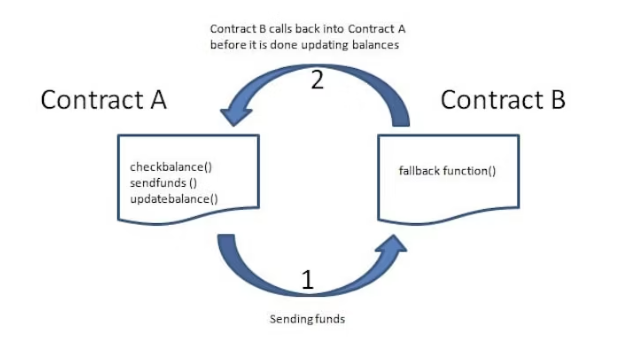 Contract B calls back into Contract A
before it is done updating balances
2
Contract A
Contract B
checkbalance()
sendfunds ()
updatebalance()
fallback function()
1
Sending funds